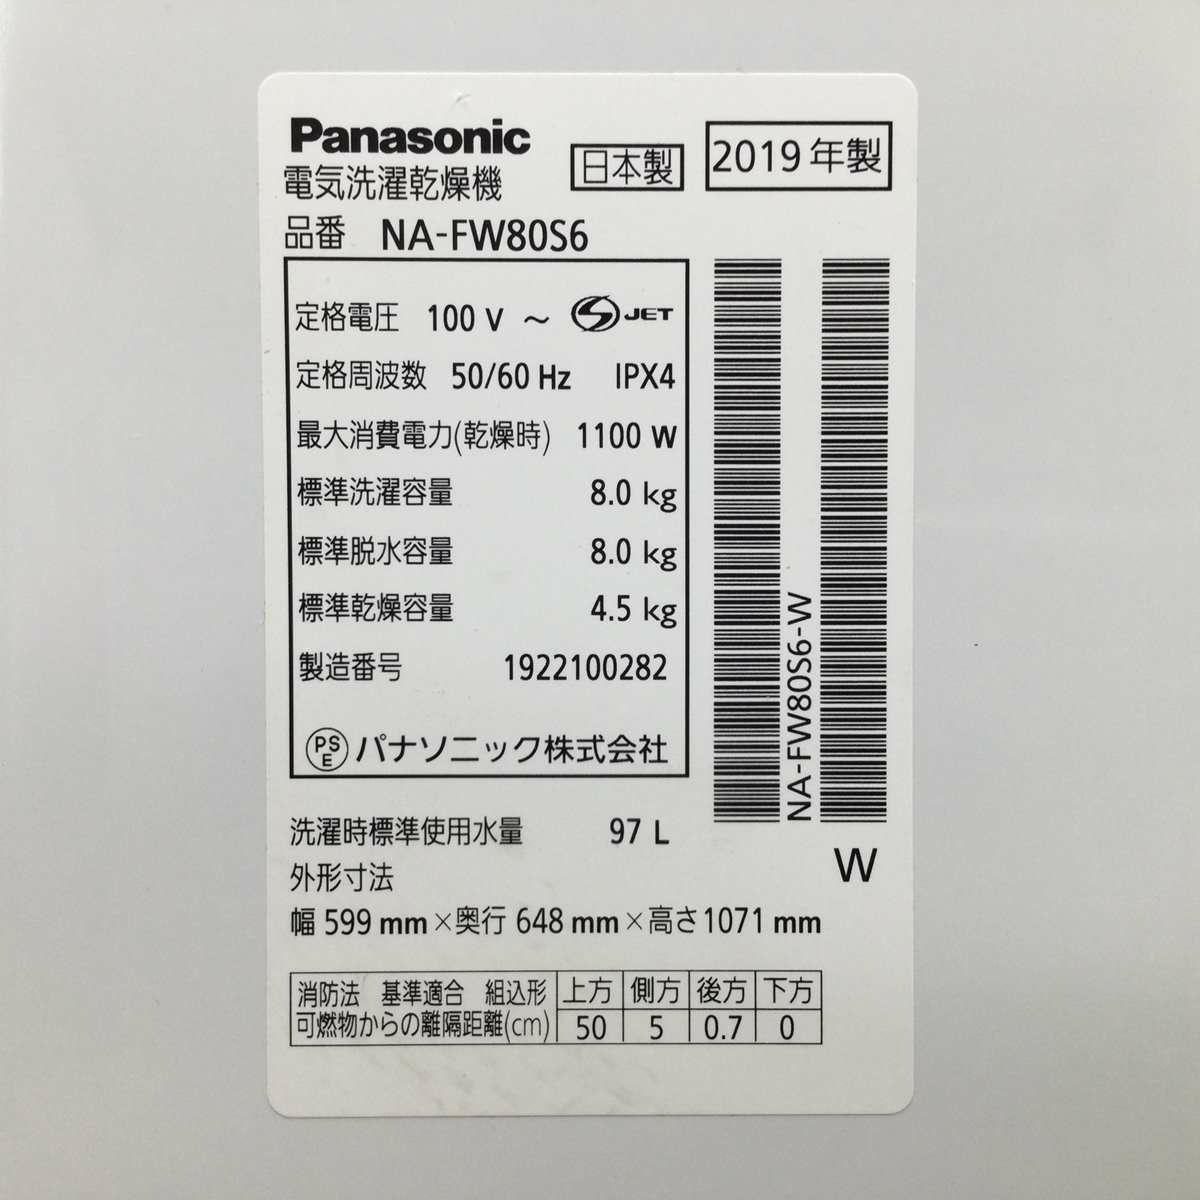 Panasonic
電気洗濯乾燥機
日本製
2019年製
品番 NA-FW80S6
定格電圧 100 V ～ JET
定格周波数 50/60 Hz IPX4
最大消費電力(乾燥時) 1100 W
標準洗濯容量 8.0 kg
標準脱水容量 8.0 kg
標準乾燥容量 4.5 kg
製造番号 1922100282
PSE パナソニック株式会社
NA-FW80S6-W
W
洗濯時標準使用水量 97 L
外形寸法
幅 599 mm×奥行 648 mm×高さ1071 mm
消防法 基準適合 組込形 上方 側方 後方 下方
可燃物からの離隔距離(cm) 50 5 0.7 0